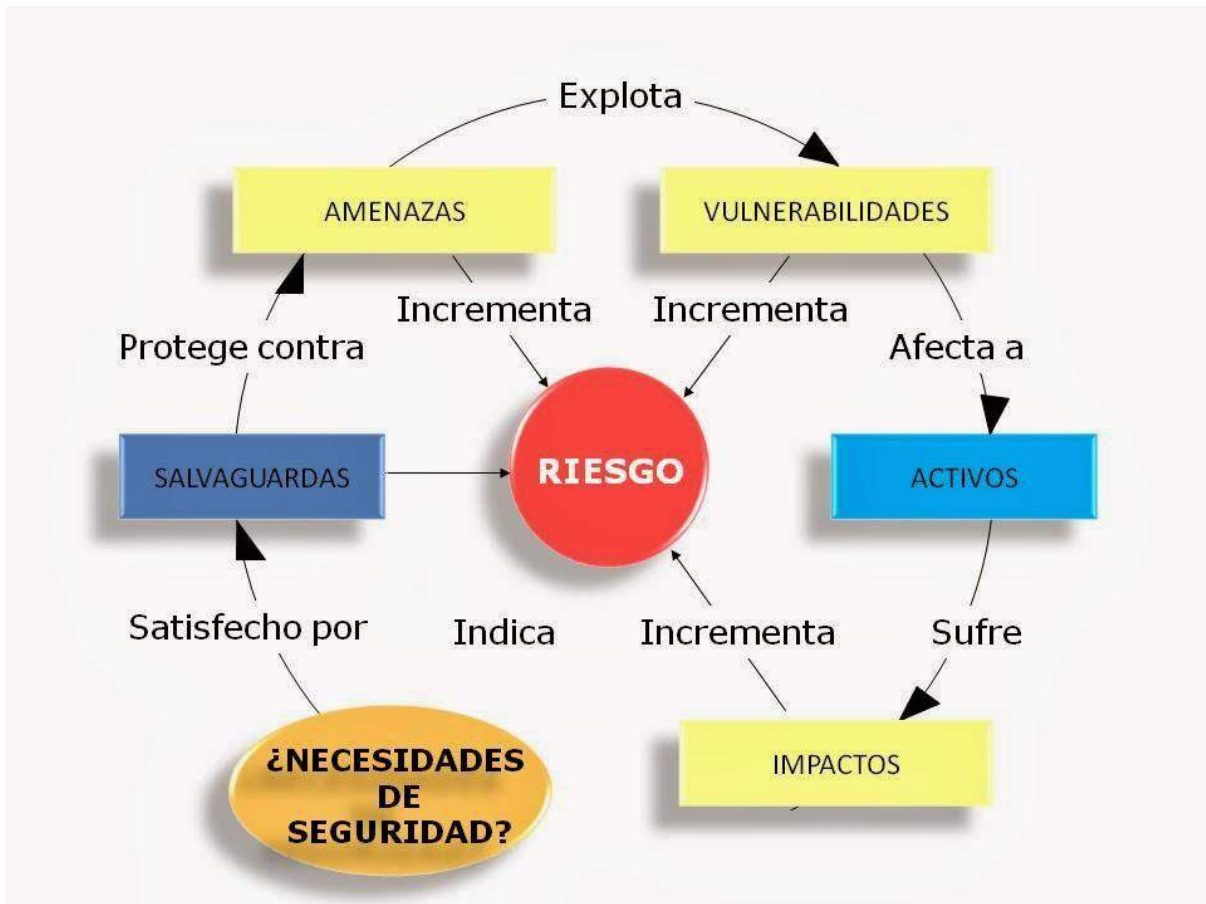 Explota
AMENAZAS
VULNERABILIDADES
Incrementa
Incrementa
Protege contra
Afecta a
SALVAGUARDAS
RIESGO
ACTIVOS
Satisfecho por
Indica
Incrementa
Sufre
¿NECESIDADES
DE
SEGURIDAD?
IMPACTOS